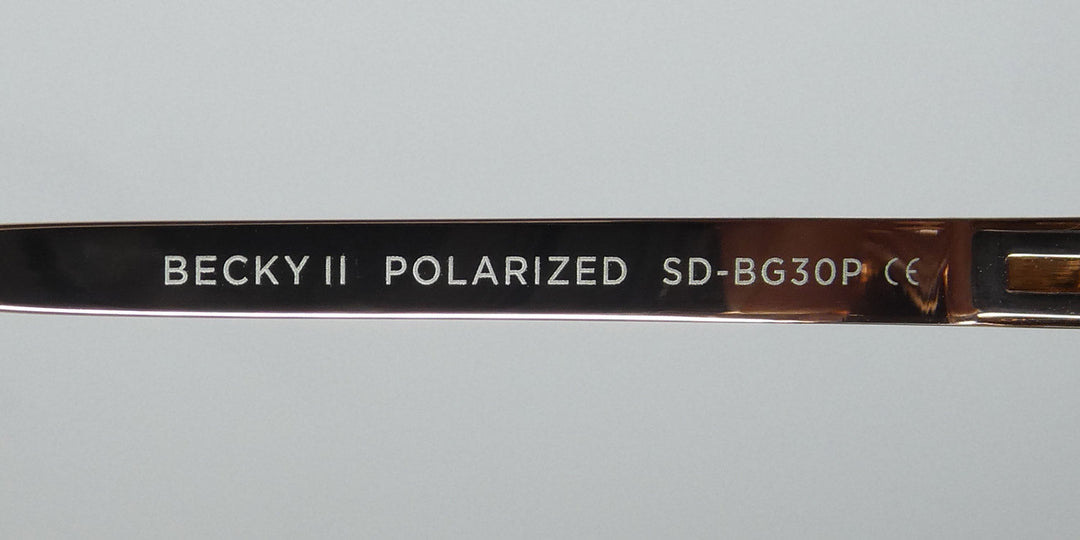 BECKY II POLARIZED SD-BG30P CE